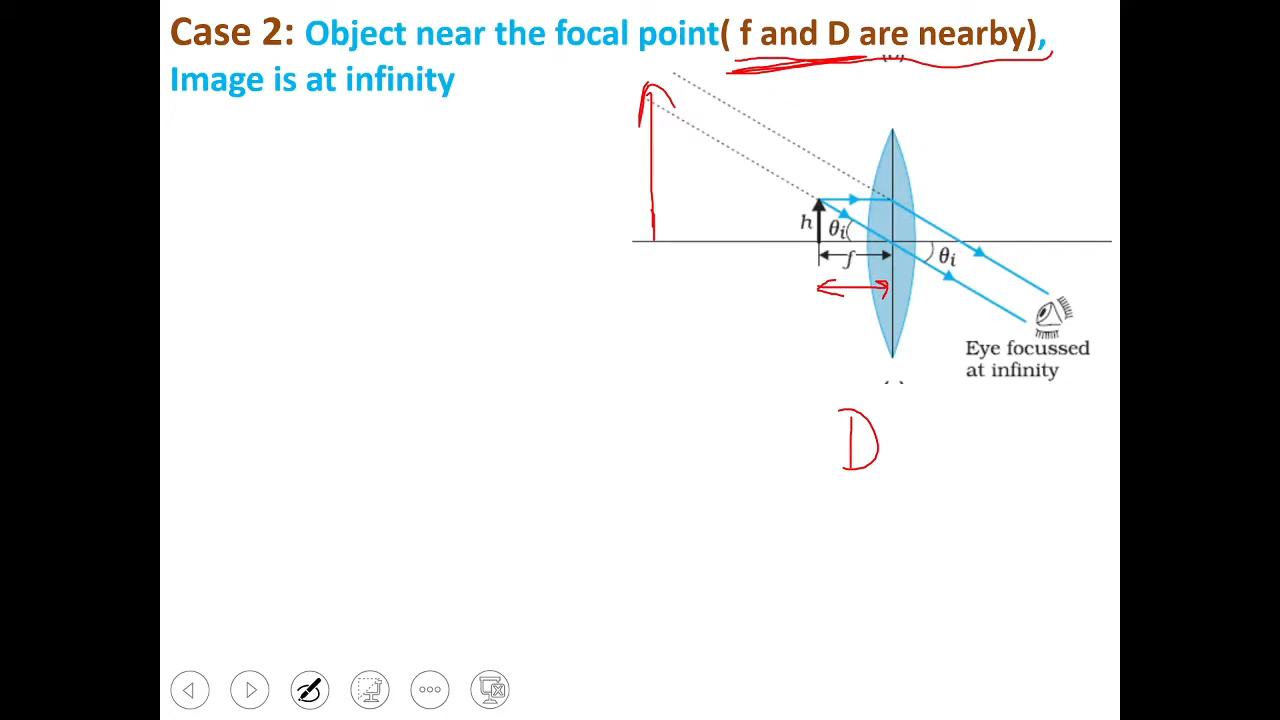 Case 2: Object near the focal point( f and D are nearby),
Image is at infinity
h
θi
f
θi
Eye focussed
at infinity
D